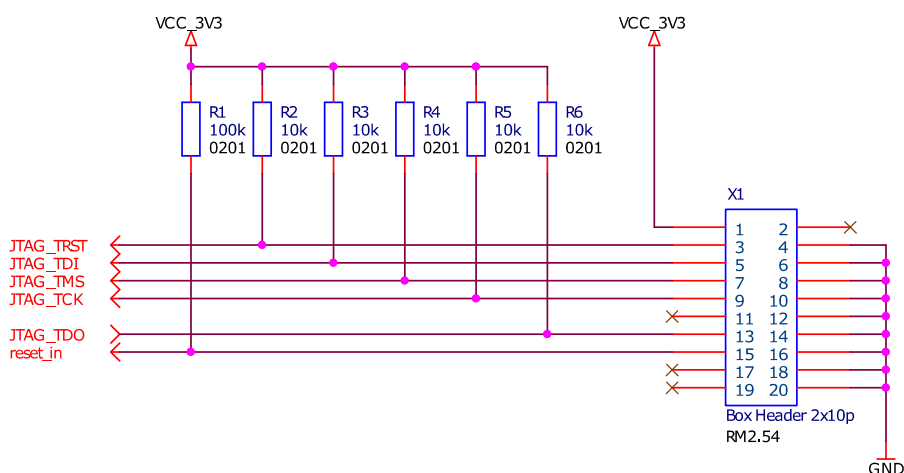 VCC_3V3
VCC_3V3
R1
100k
0201
R2
10k
0201
R3
10k
0201
R4
10k
0201
R5
10k
0201
R6
10k
0201
X1
JTAG_TRST
JTAG_TDI
JTAG_TMS
JTAG_TCK
JTAG_TDO
reset_in
1 2
3 4
5 6
7 8
9 10
11 12
13 14
15 16
17 18
19 20
Box Header 2x10p
RM2.54
GND